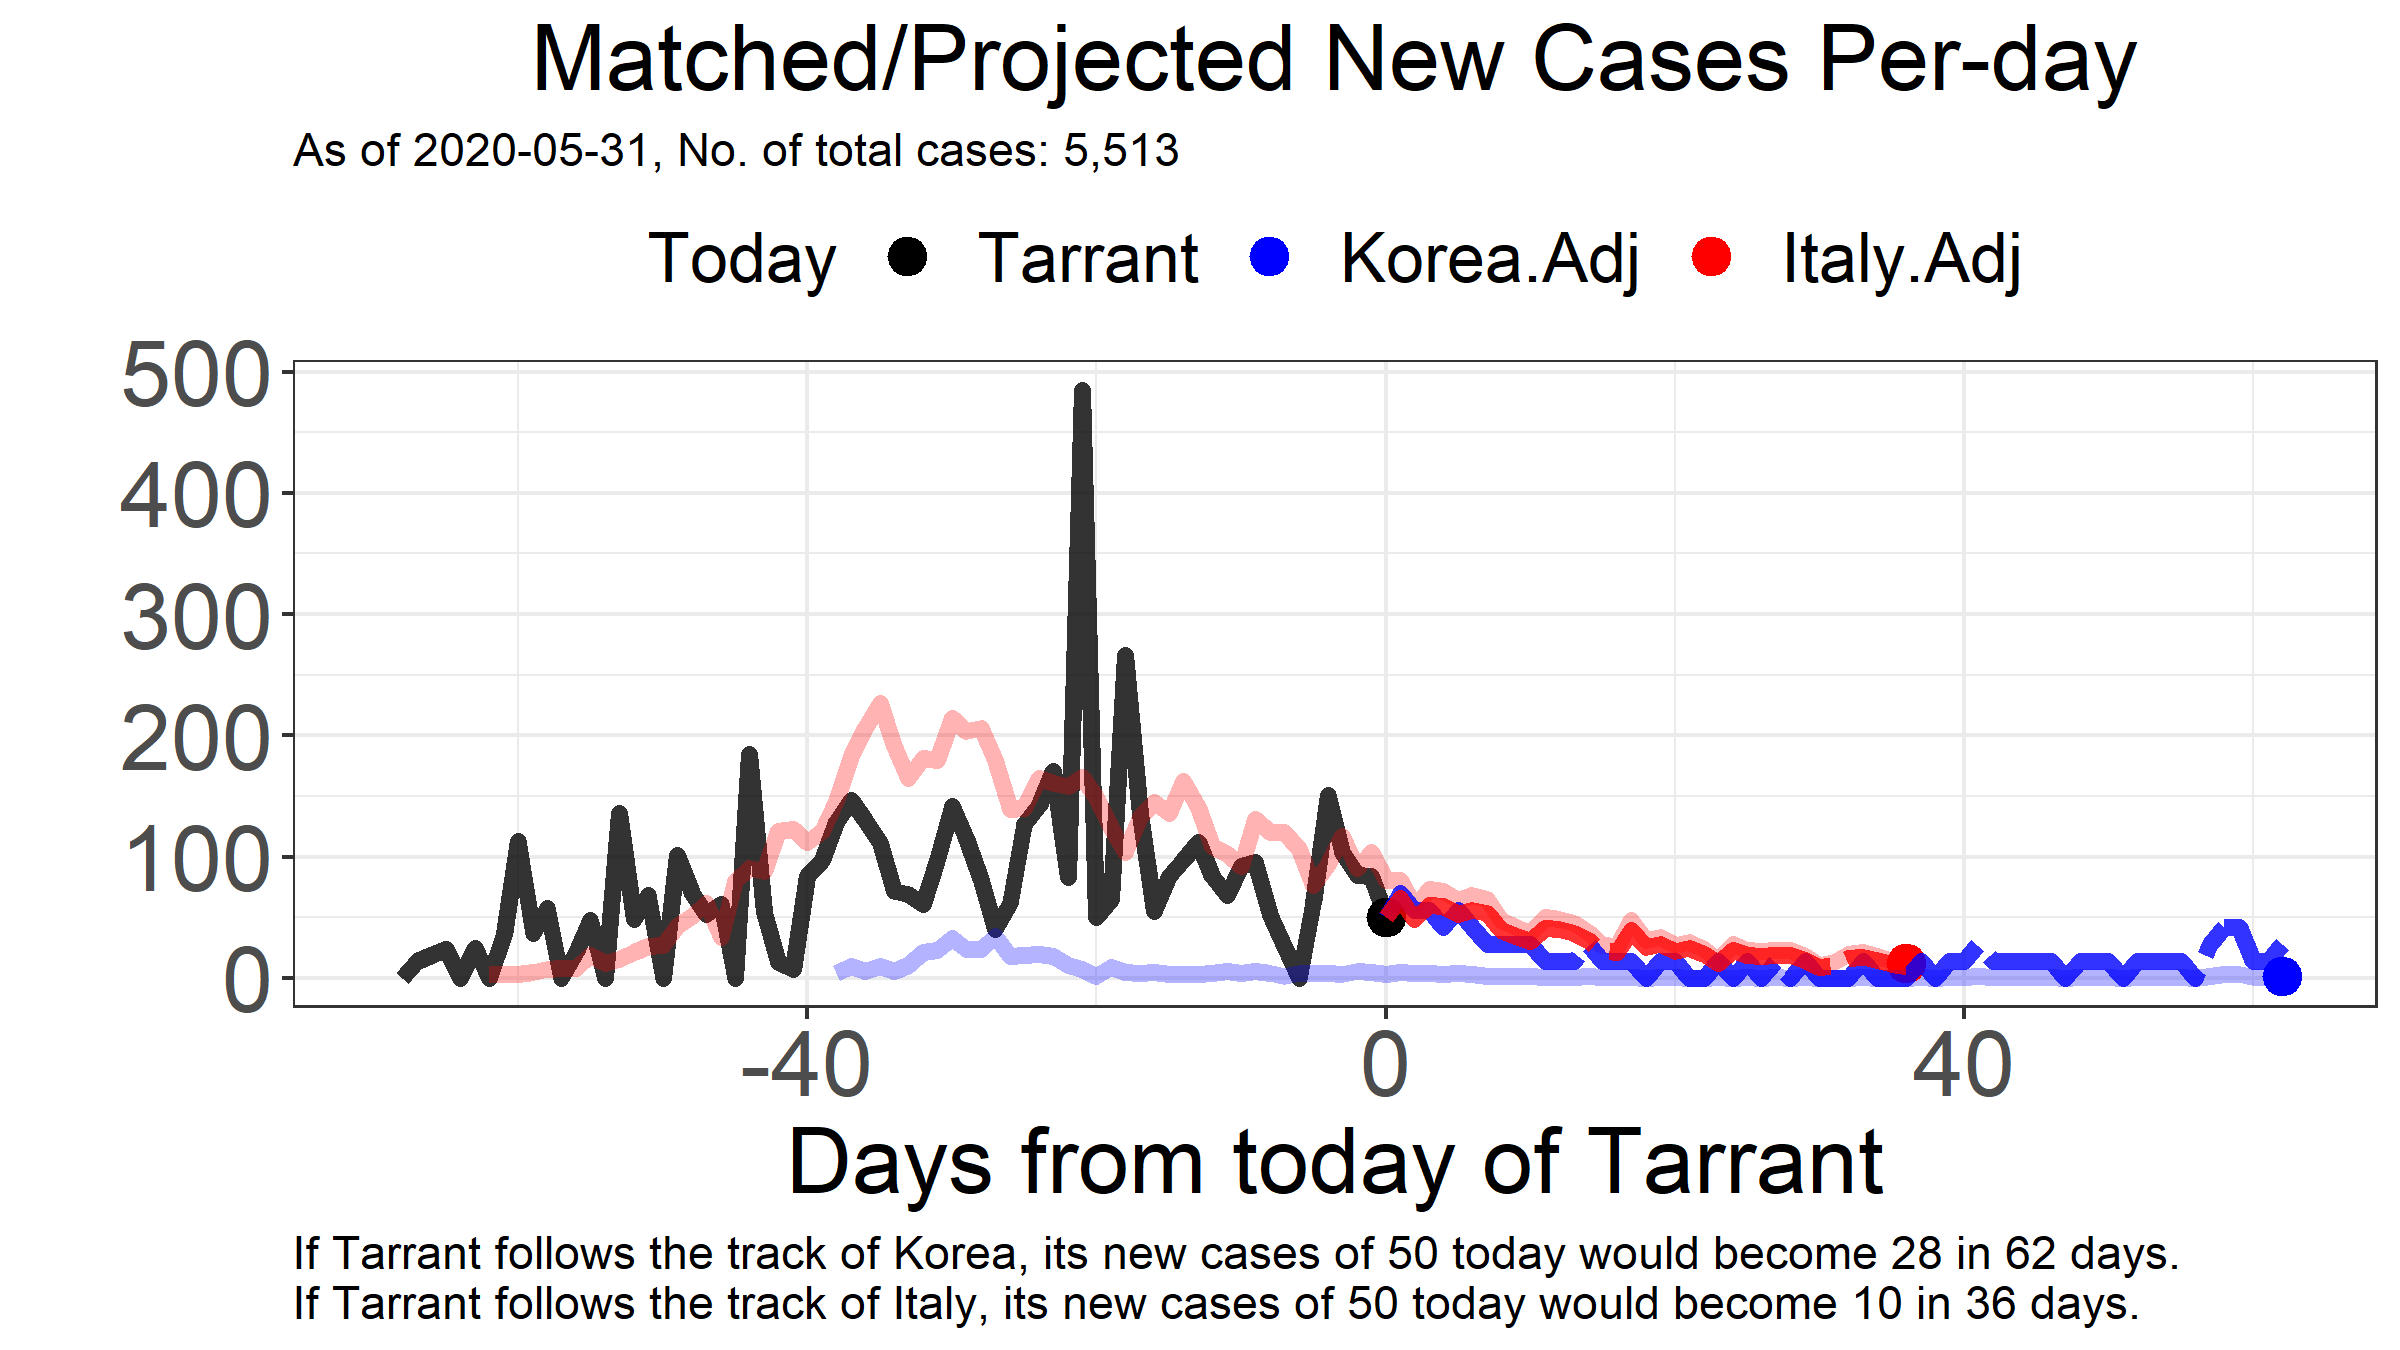 Matched/Projected New Cases Per-day
As of 2020-05-31, No. of total cases: 5,513
Today Tarrant Korea.Adj Italy.Adj
500
400
300
200
100
0
-40 0 40
Days from today of Tarrant
If Tarrant follows the track of Korea, its new cases of 50 today would become 28 in 62 days.
If Tarrant follows the track of Italy, its new cases of 50 today would become 10 in 36 days.